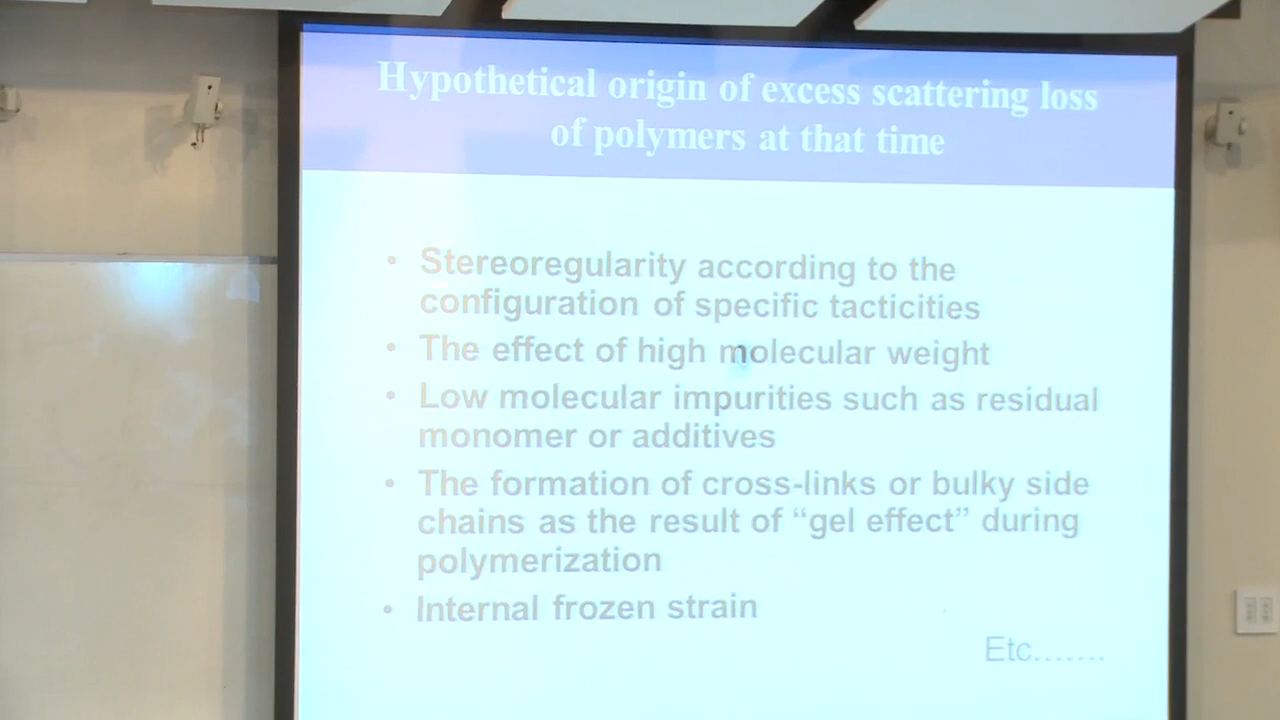 Hypothetical origin of excess scattering loss
of polymers at that time
• Stereoregularity according to the
configuration of specific tacticities
• The effect of high molecular weight
• Low molecular impurities such as residual
monomer or additives
• The formation of cross-links or bulky side
chains as the result of “gel effect” during
polymerization
• Internal frozen strain
Etc.......